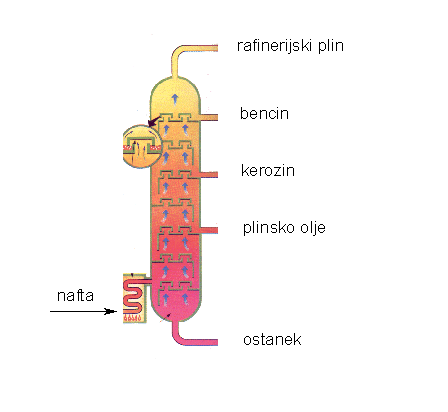 rafinerijski plin
bencin
kerozin
plinsko olje
nafta
ostanek